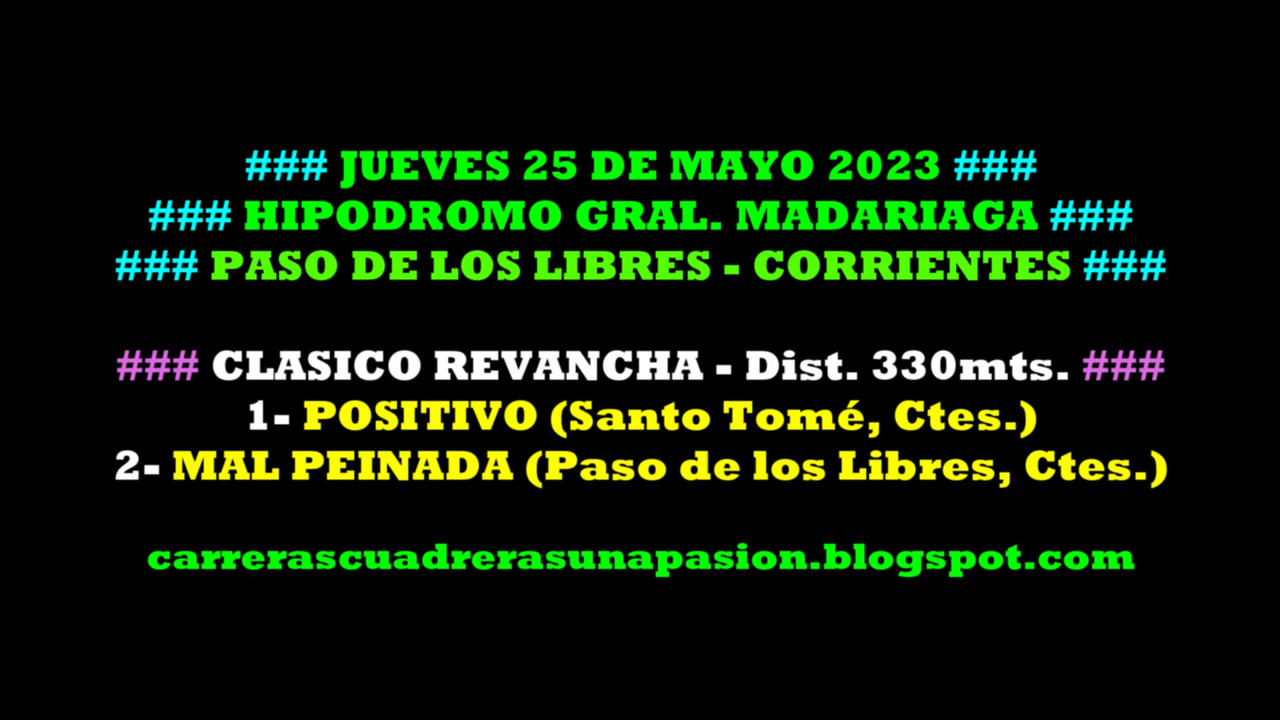 ### JUEVES 25 DE MAYO 2023 ###
### HIPODROMO GRAL. MADARIAGA ###
### PASO DE LOS LIBRES - CORRIENTES ###
### CLASICO REVANCHA - Dist. 330mts. ###
1- POSITIVO (Santo Tomé, Ctes.)
2- MAL PEINADA (Paso de los Libres, Ctes.)
carrerascuadrerasunapasion.blogspot.com